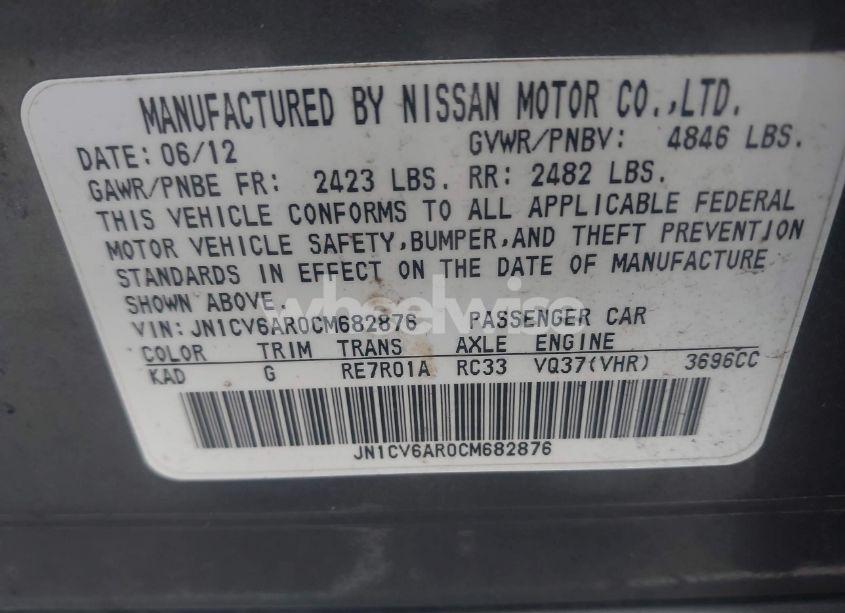 MANUFACTURED BY NISSAN MOTOR CO.,LTD.
DATE: 06/12 GVWR/PNBV: 4846 LBS.
GAWR/PNBE FR: 2423 LBS. RR: 2482 LBS.
THIS VEHICLE CONFORMS TO ALL APPLICABLE FEDERAL
MOTOR VEHICLE SAFETY,BUMPER,AND THEFT PREVENTION
STANDARDS IN EFFECT ON THE DATE OF MANUFACTURE
SHOWN ABOVE.
wheelwise
VIN: JN1CV6AR0CM682876 PASSENGER CAR
COLOR TRIM TRANS AXLE ENGINE
KAD G RE7R01A RC33 VQ37(VHR) 3696CC
JN1CV6AR0CM682876